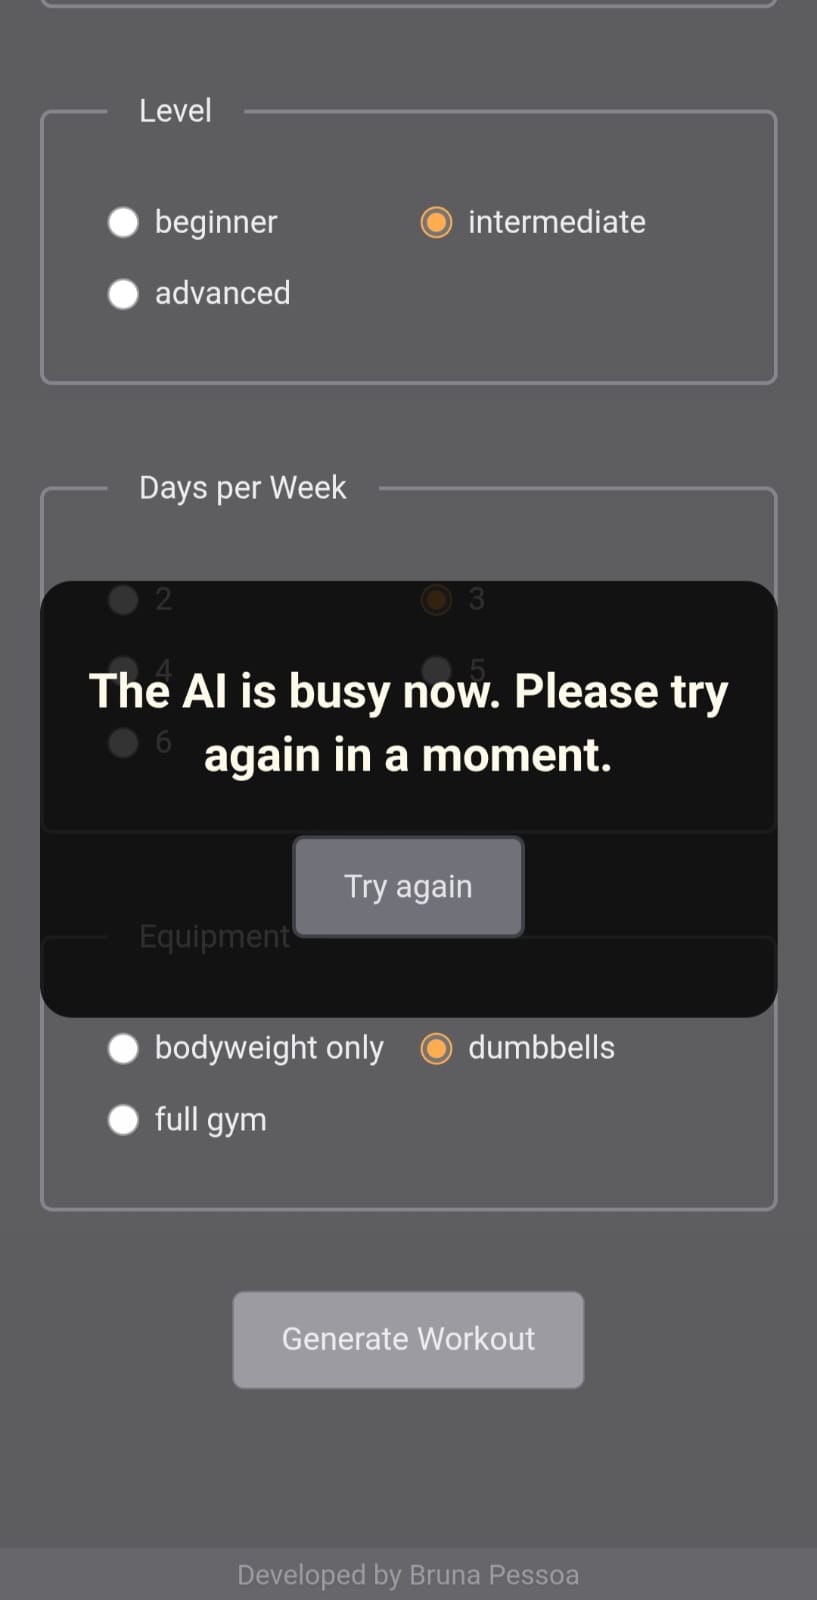 Level
beginner
intermediate
advanced
Days per Week
2
3
4
5
The AI is busy now. Please try
again in a moment.
6
Try again
Equipment
bodyweight only
dumbbells
full gym
Generate Workout
Developed by Bruna Pessoa